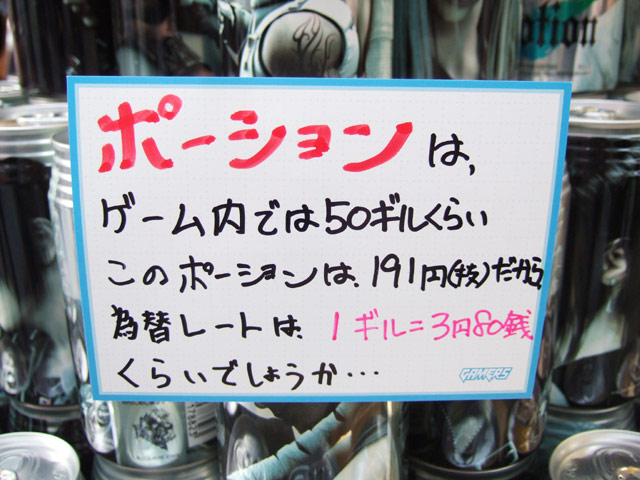 otion
ポーションは、
ゲーム内では50ギルくらい
このポーションは、191円(税抜)だから、
為替レートは、1ギル=3円80銭
くらいでしょうか…
GAMERS